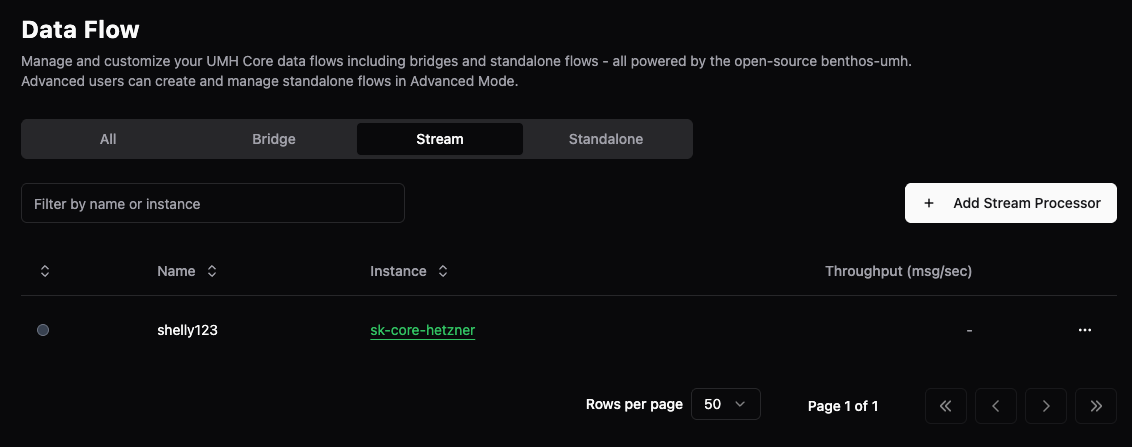 Data Flow
Manage and customize your UMH Core data flows including bridges and standalone flows - all powered by the open-source benthos-umh.
Advanced users can create and manage standalone flows in Advanced Mode.
All Bridge Stream Standalone
Filter by name or instance
+ Add Stream Processor
Name Instance Throughput (msg/sec)
shelly123 sk-core-hetzner - ···
Rows per page 50 Page 1 of 1